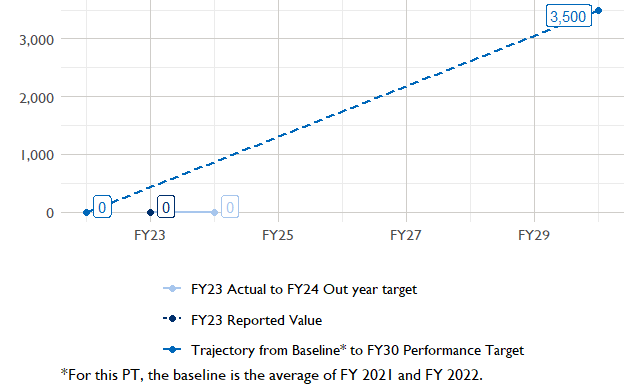 3,500
3,000
2,000
1,000
0
0
0
0
FY23
FY25
FY27
FY29
FY23 Actual to FY24 Out year target
FY23 Reported Value
Trajectory from Baseline* to FY30 Performance Target
*For this PT, the baseline is the average of FY 2021 and FY 2022.